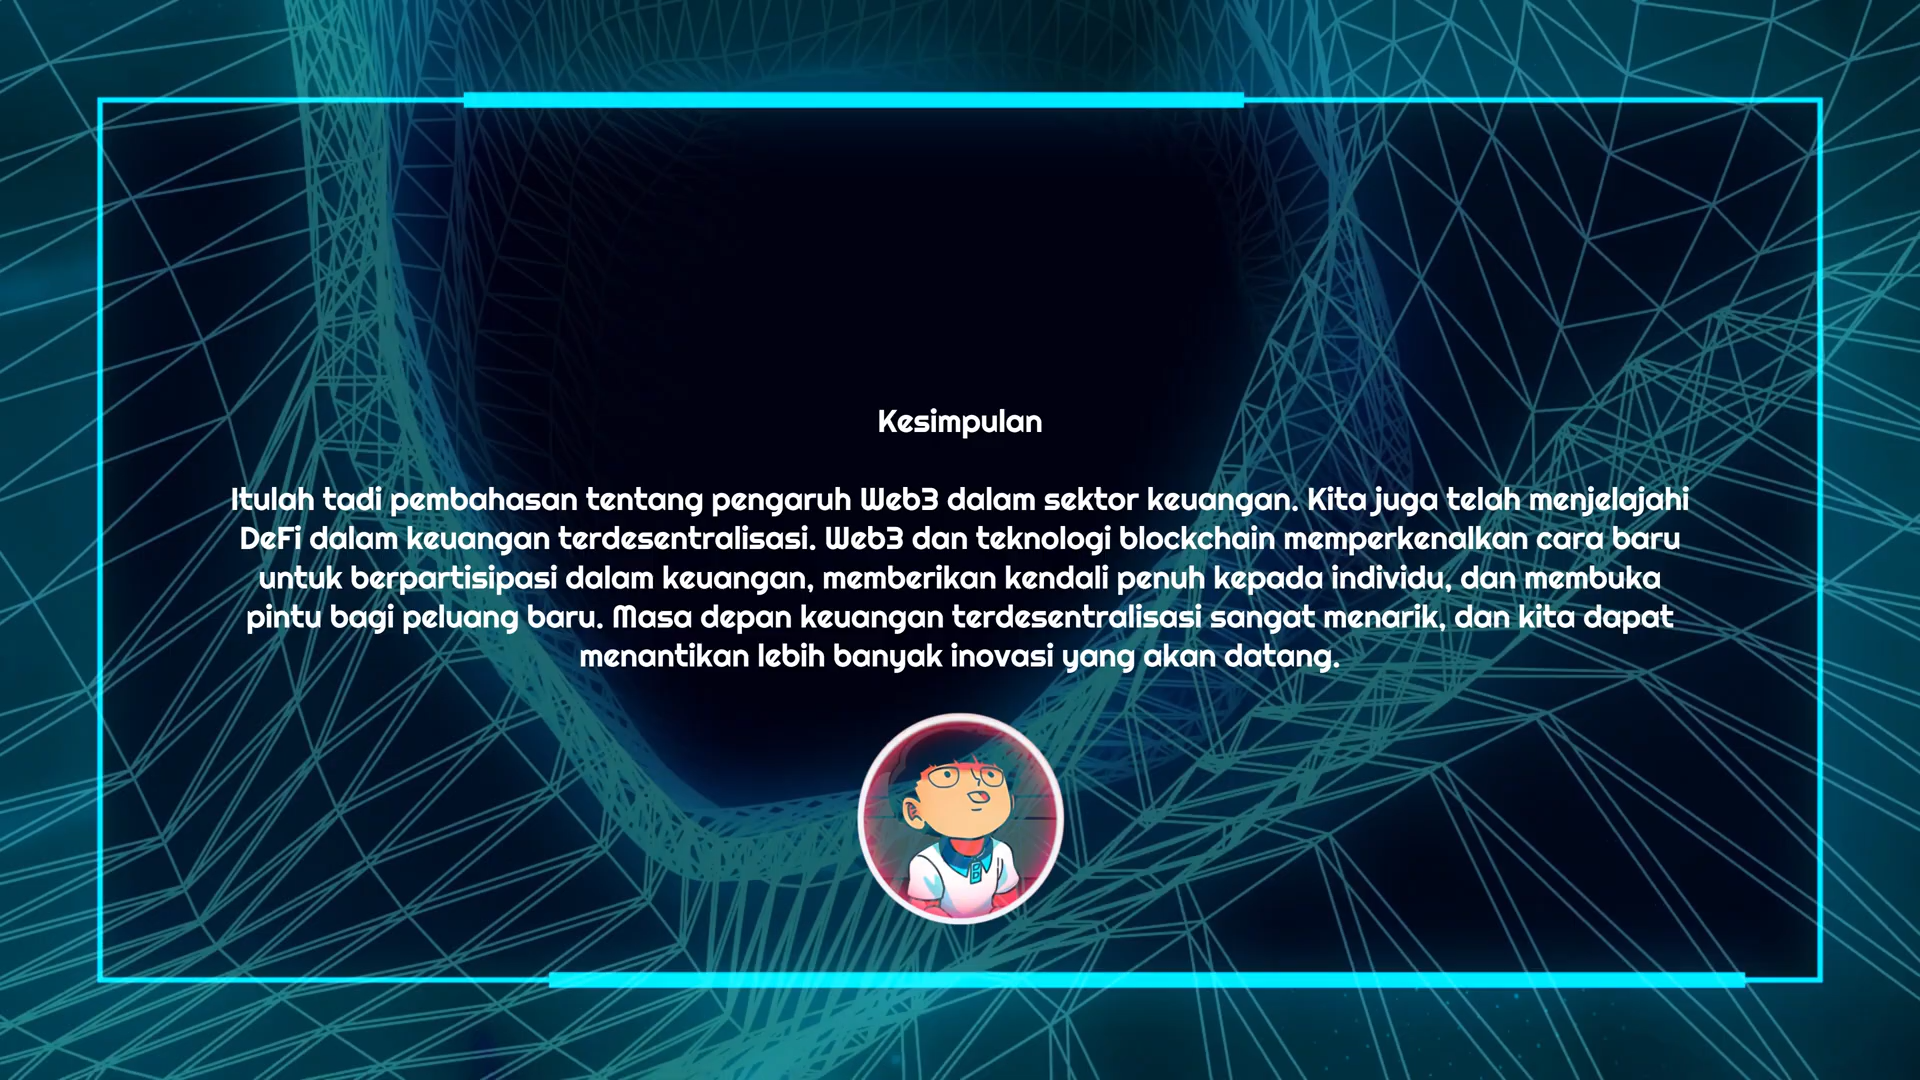 Kesimpulan
Itulah tadi pembahasan tentang pengaruh Web3 dalam sektor keuangan. Kita juga telah menjelajahi
DeFi dalam keuangan terdesentralisasi. Web3 dan teknologi blockchain memperkenalkan cara baru
untuk berpartisipasi dalam keuangan, memberikan kendali penuh kepada individu, dan membuka
pintu bagi peluang baru. Masa depan keuangan terdesentralisasi sangat menarik, dan kita dapat
menantikan lebih banyak inovasi yang akan datang.